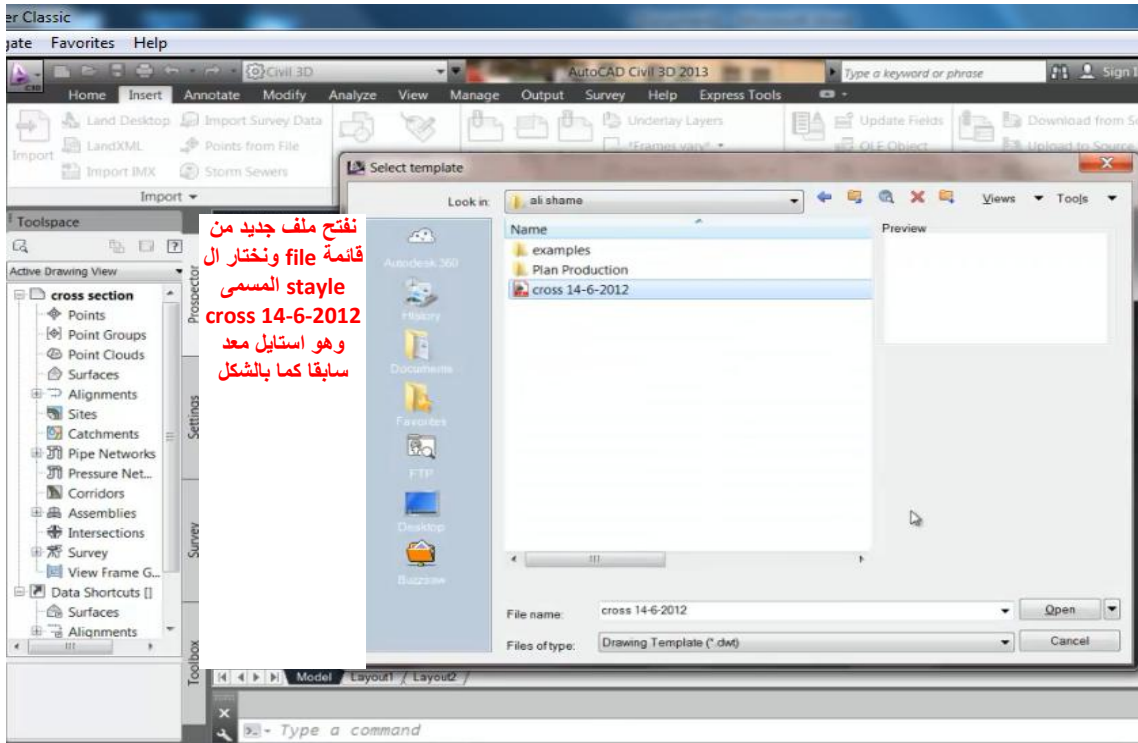 er Classic
gate Favorites Help
Civil 3D AutoCAD Civil 3D 2013 Type a keyword or phrase Sign I
Home Insert Annotate Modify Analyze View Manage Output Survey Help Express Tools
Land Desktop Import Survey Data Underlay Layers Update Fields Download from S
Import LandXML Points from File *Frames vary* OLE Object Upload to Source
Import IMX Storm Sewers
Import
Toolspace
Active Drawing View
cross section
Points
Point Groups
Point Clouds
Surfaces
Alignments
Sites
Catchments
Pipe Networks
Pressure Net...
Corridors
Assemblies
Intersections
Survey
View Frame G...
Data Shortcuts []
Surfaces
Alignments
Prospector
Settings
Survey
Toolbox
نفتح ملف جديد من
قائمة file ونختار ال
stayle المسمى
cross 14-6-2012
وهو استايل معد
سابقا كما بالشكل
Select template
Look in: ali shame Views Tools
Autodesk 360
History
Documents
Favorites
FTP
Desktop
Buzzsaw
Name
examples
Plan Production
cross 14-6-2012
Preview
File name: cross 14-6-2012 Open
Files of type: Drawing Template (*.dwt) Cancel
Model Layout1 Layout2
Type a command